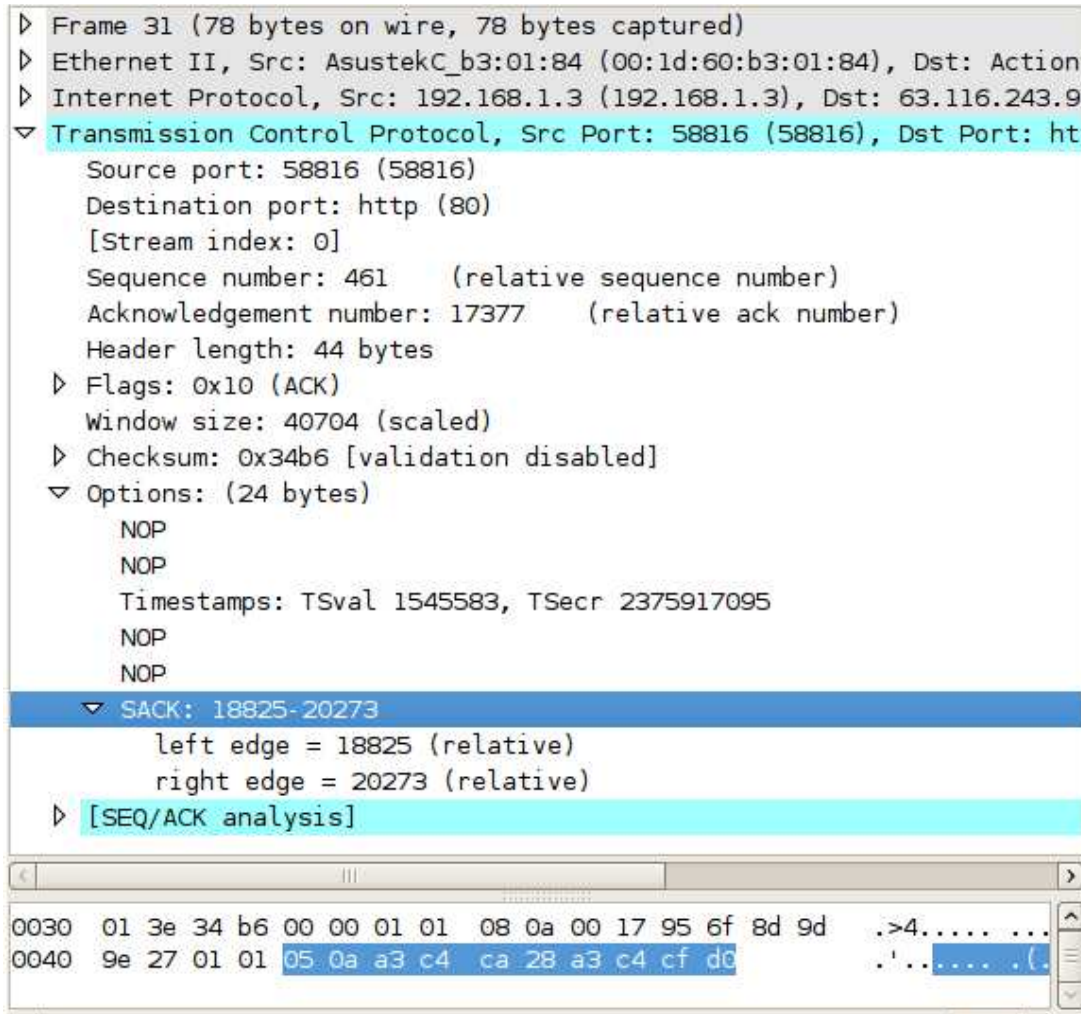 Frame 31 (78 bytes on wire, 78 bytes captured)
Ethernet II, Src: AsustekC_b3:01:84 (00:1d:60:b3:01:84), Dst: Action
Internet Protocol, Src: 192.168.1.3 (192.168.1.3), Dst: 63.116.243.9
Transmission Control Protocol, Src Port: 58816 (58816), Dst Port: ht
Source port: 58816 (58816)
Destination port: http (80)
[Stream index: 0]
Sequence number: 461    (relative sequence number)
Acknowledgement number: 17377    (relative ack number)
Header length: 44 bytes
Flags: 0x10 (ACK)
Window size: 40704 (scaled)
Checksum: 0x34b6 [validation disabled]
Options: (24 bytes)
NOP
NOP
Timestamps: TSval 1545583, TSecr 2375917095
NOP
NOP
SACK: 18825-20273
left edge = 18825 (relative)
right edge = 20273 (relative)
[SEQ/ACK analysis]
0030  01 3e 34 b6 00 00 01 01  08 0a 00 17 95 6f 8d 9d   .>4..... ...
0040  9e 27 01 01 05 0a a3 c4  ca 28 a3 c4 cf d0   .'...... .(.